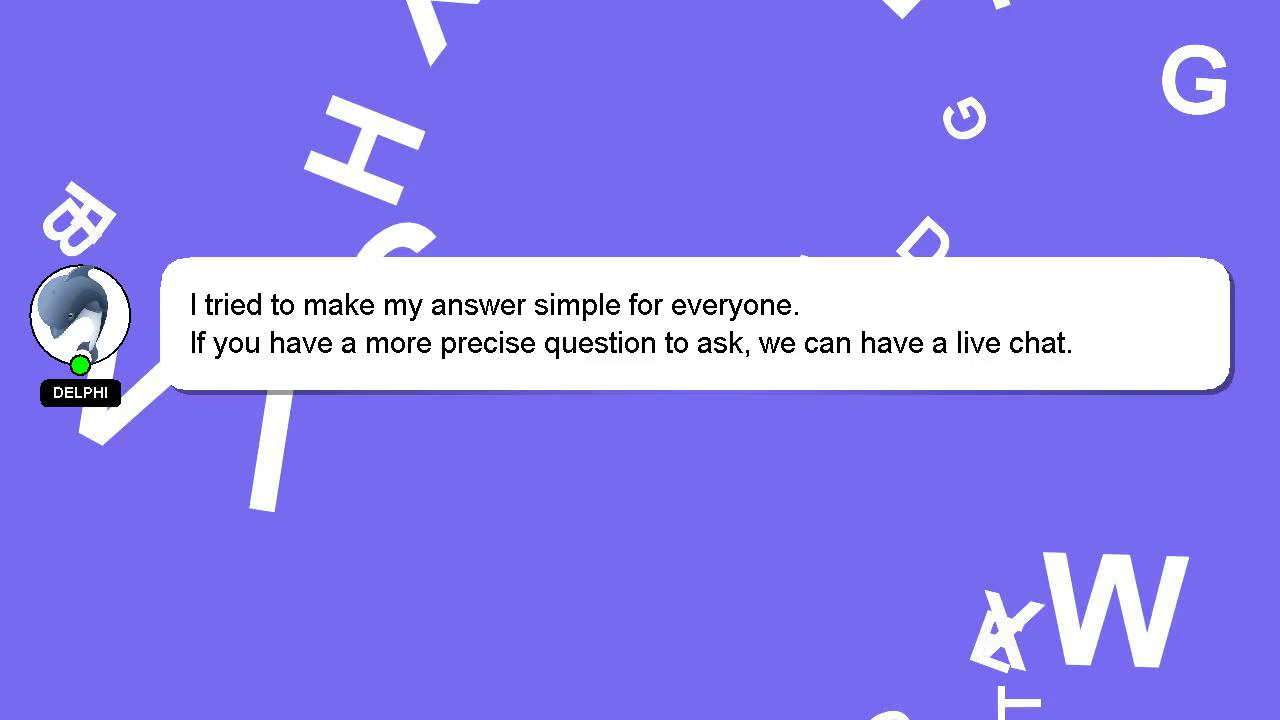 G
G
H
B
D
I tried to make my answer simple for everyone.
If you have a more precise question to ask, we can have a live chat.
DELPHI
W
T